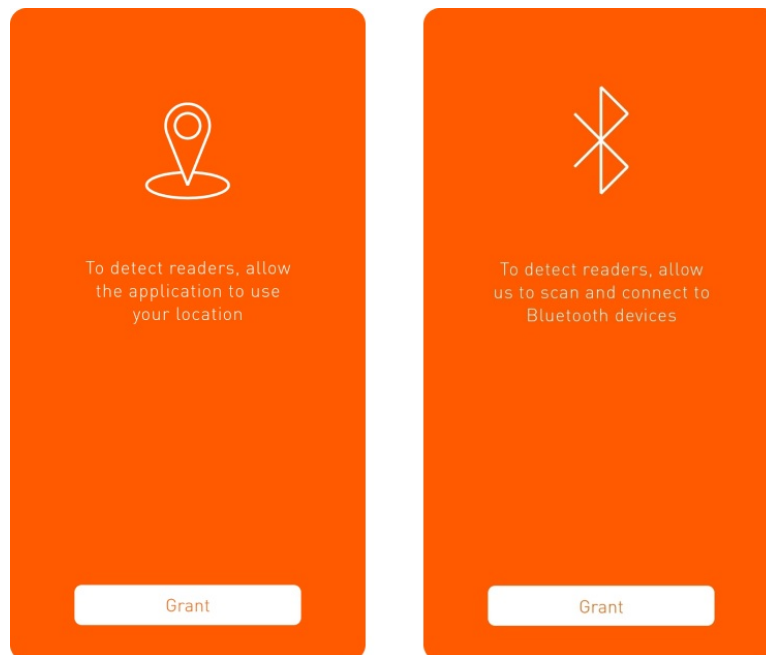 To detect readers, allow
the application to use
your location
Grant
To detect readers, allow
us to scan and connect to
Bluetooth devices
Grant